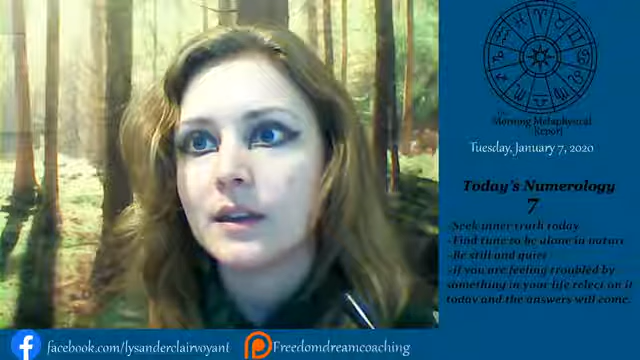 Morning Metaphysical
Report
Tuesday, January 7, 2020
Today's Numerology
7
-Seek inner truth today
-Find time to be alone in nature
-Be still and quiet
-if you are feeling troubled by
something in your life relect on it
today and the answers will come.
facebook.com/lysanderclairvoyant
Freedomdreamcoaching